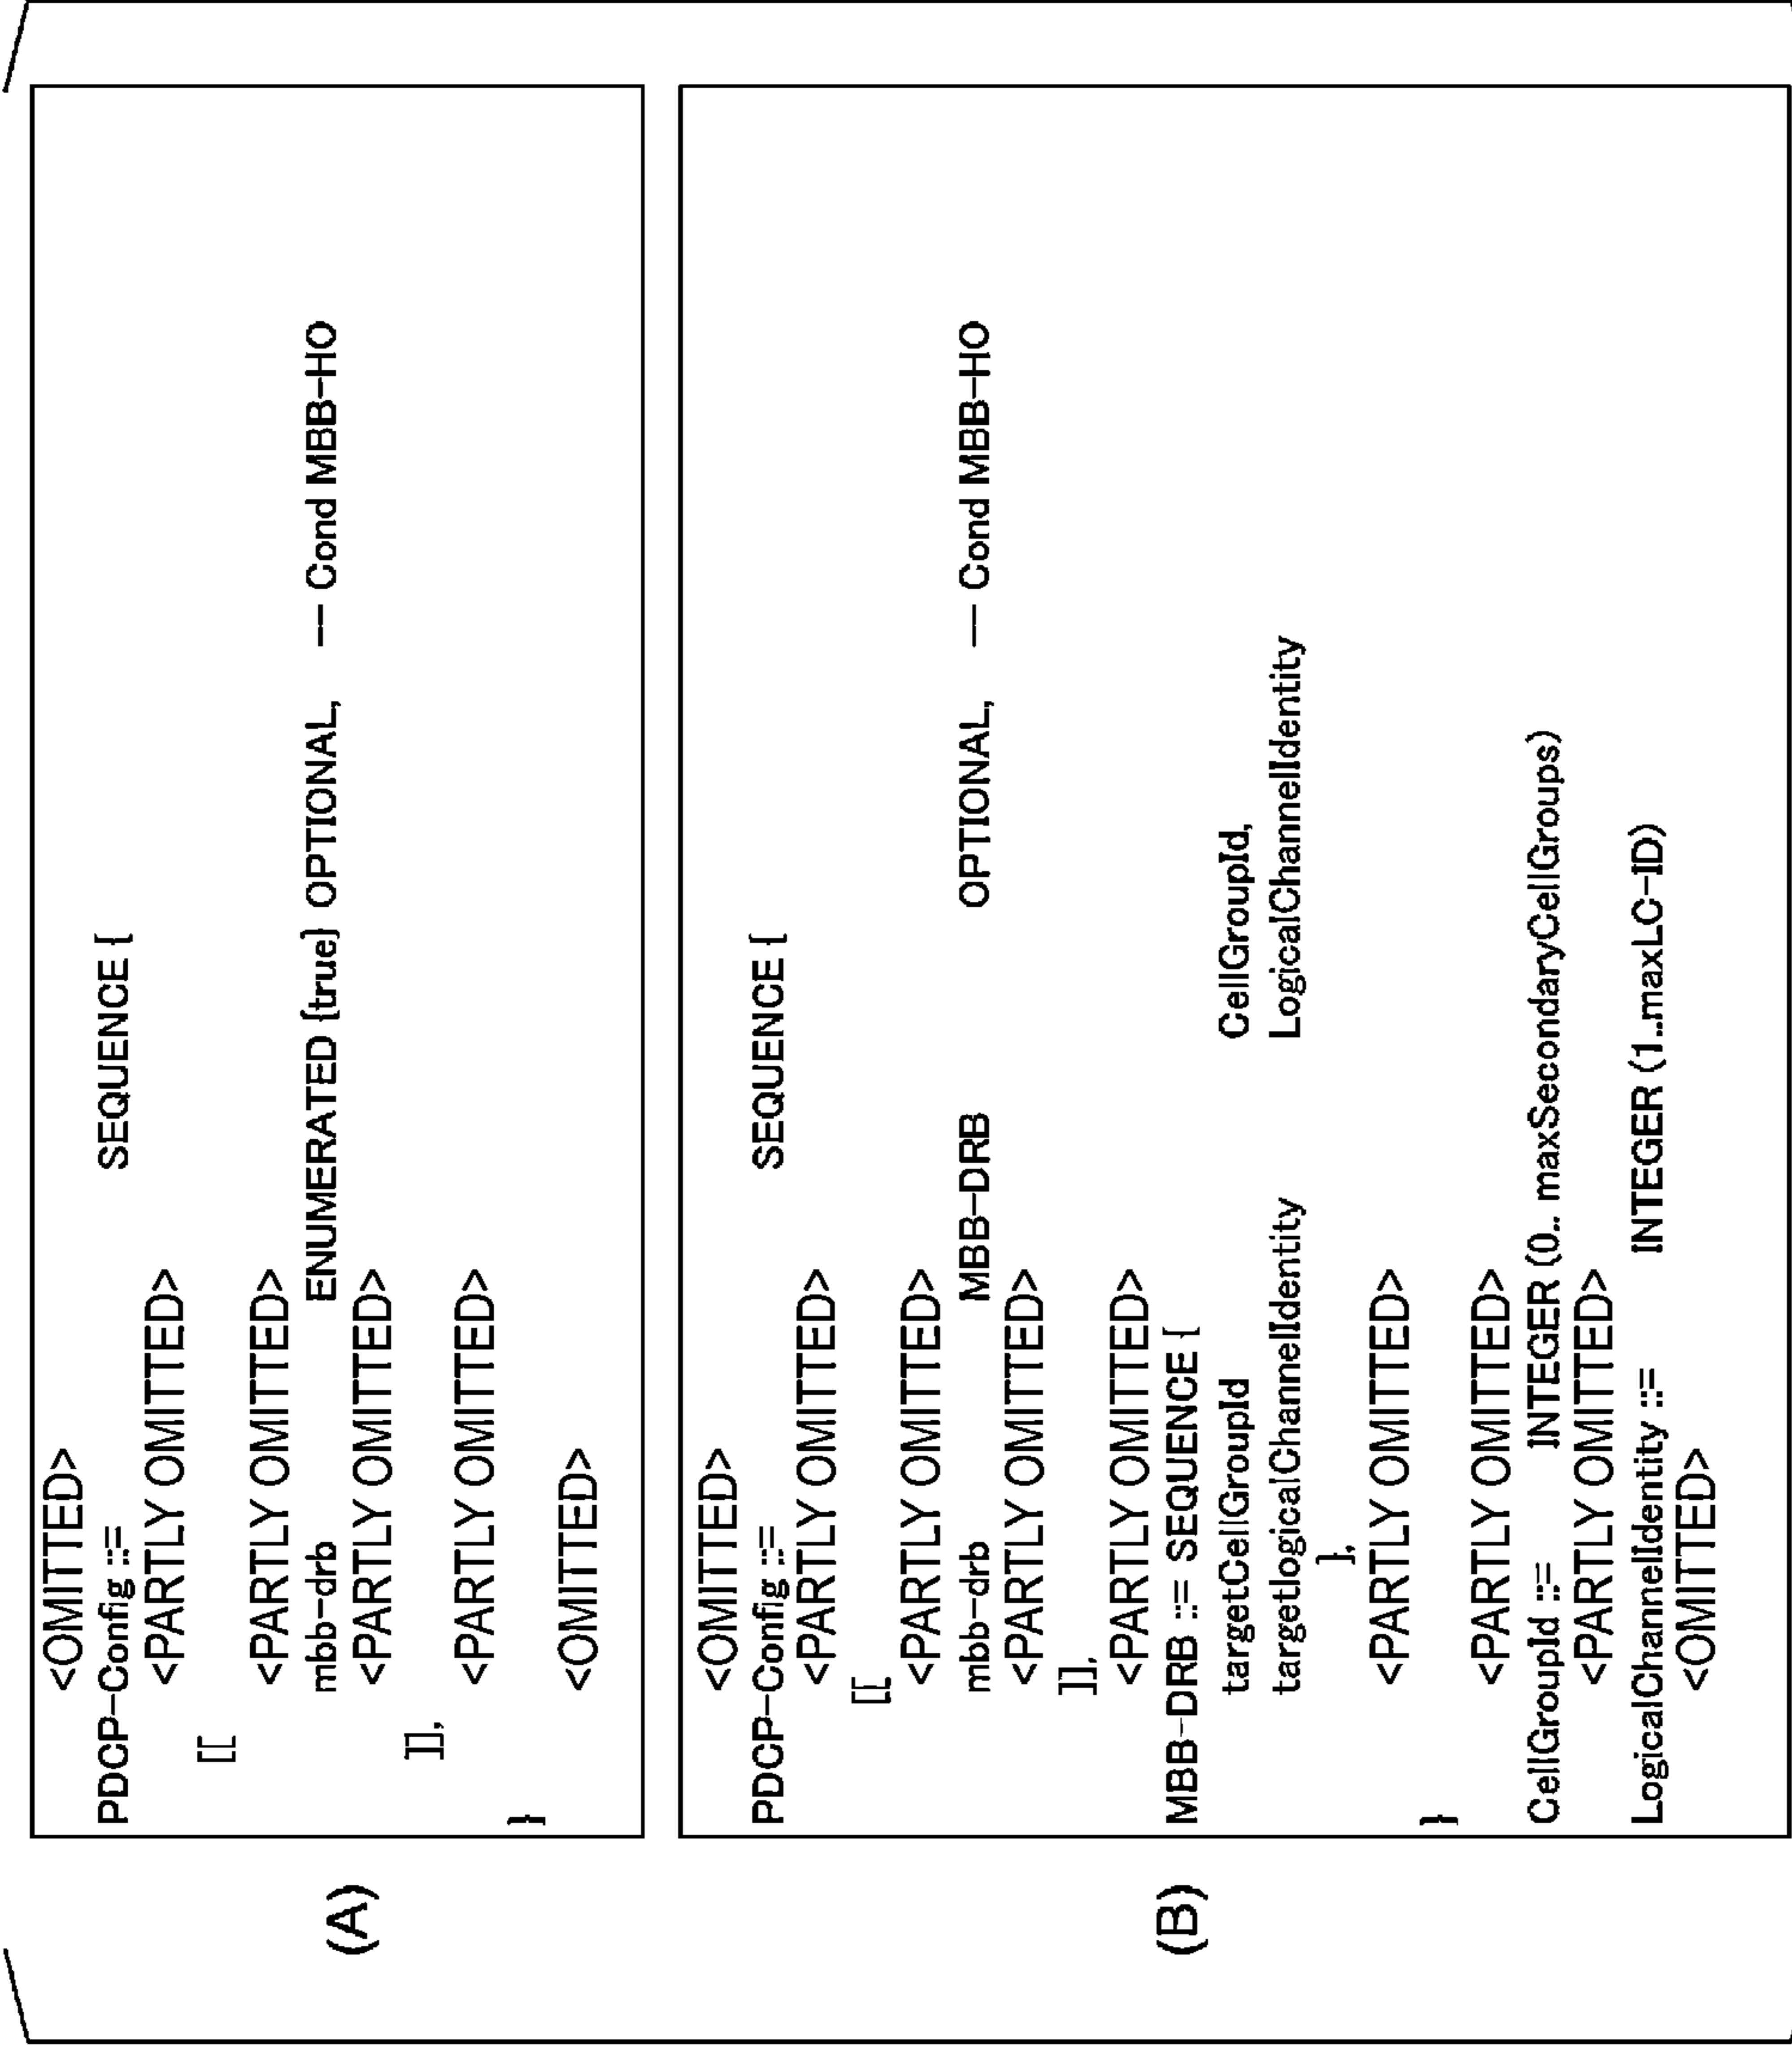 (A)
<OMITTED>
PDCP-Config ::= SEQUENCE {
<PARTLY OMITTED>
[[
<PARTLY OMITTED>
mbb-drb ENUMERATED {true} OPTIONAL, -- Cond MBB-HO
<PARTLY OMITTED>
]],
<PARTLY OMITTED>
}
<OMITTED>
(B)
<OMITTED>
PDCP-Config ::= SEQUENCE {
<PARTLY OMITTED>
[[
<PARTLY OMITTED>
mbb-drb MBB-DRB OPTIONAL, -- Cond MBB-HO
<PARTLY OMITTED>
]],
<PARTLY OMITTED>
MBB-DRB ::= SEQUENCE {
targetCellGroupId CellGroupId,
targetlogicalChannelIdentity LogicalChannelIdentity
},
<PARTLY OMITTED>
}
<PARTLY OMITTED>
CellGroupId ::= INTEGER (0.. maxSecondaryCellGroups)
<PARTLY OMITTED>
LogicalChannelIdentity ::= INTEGER (1..maxLC-ID)
<OMITTED>